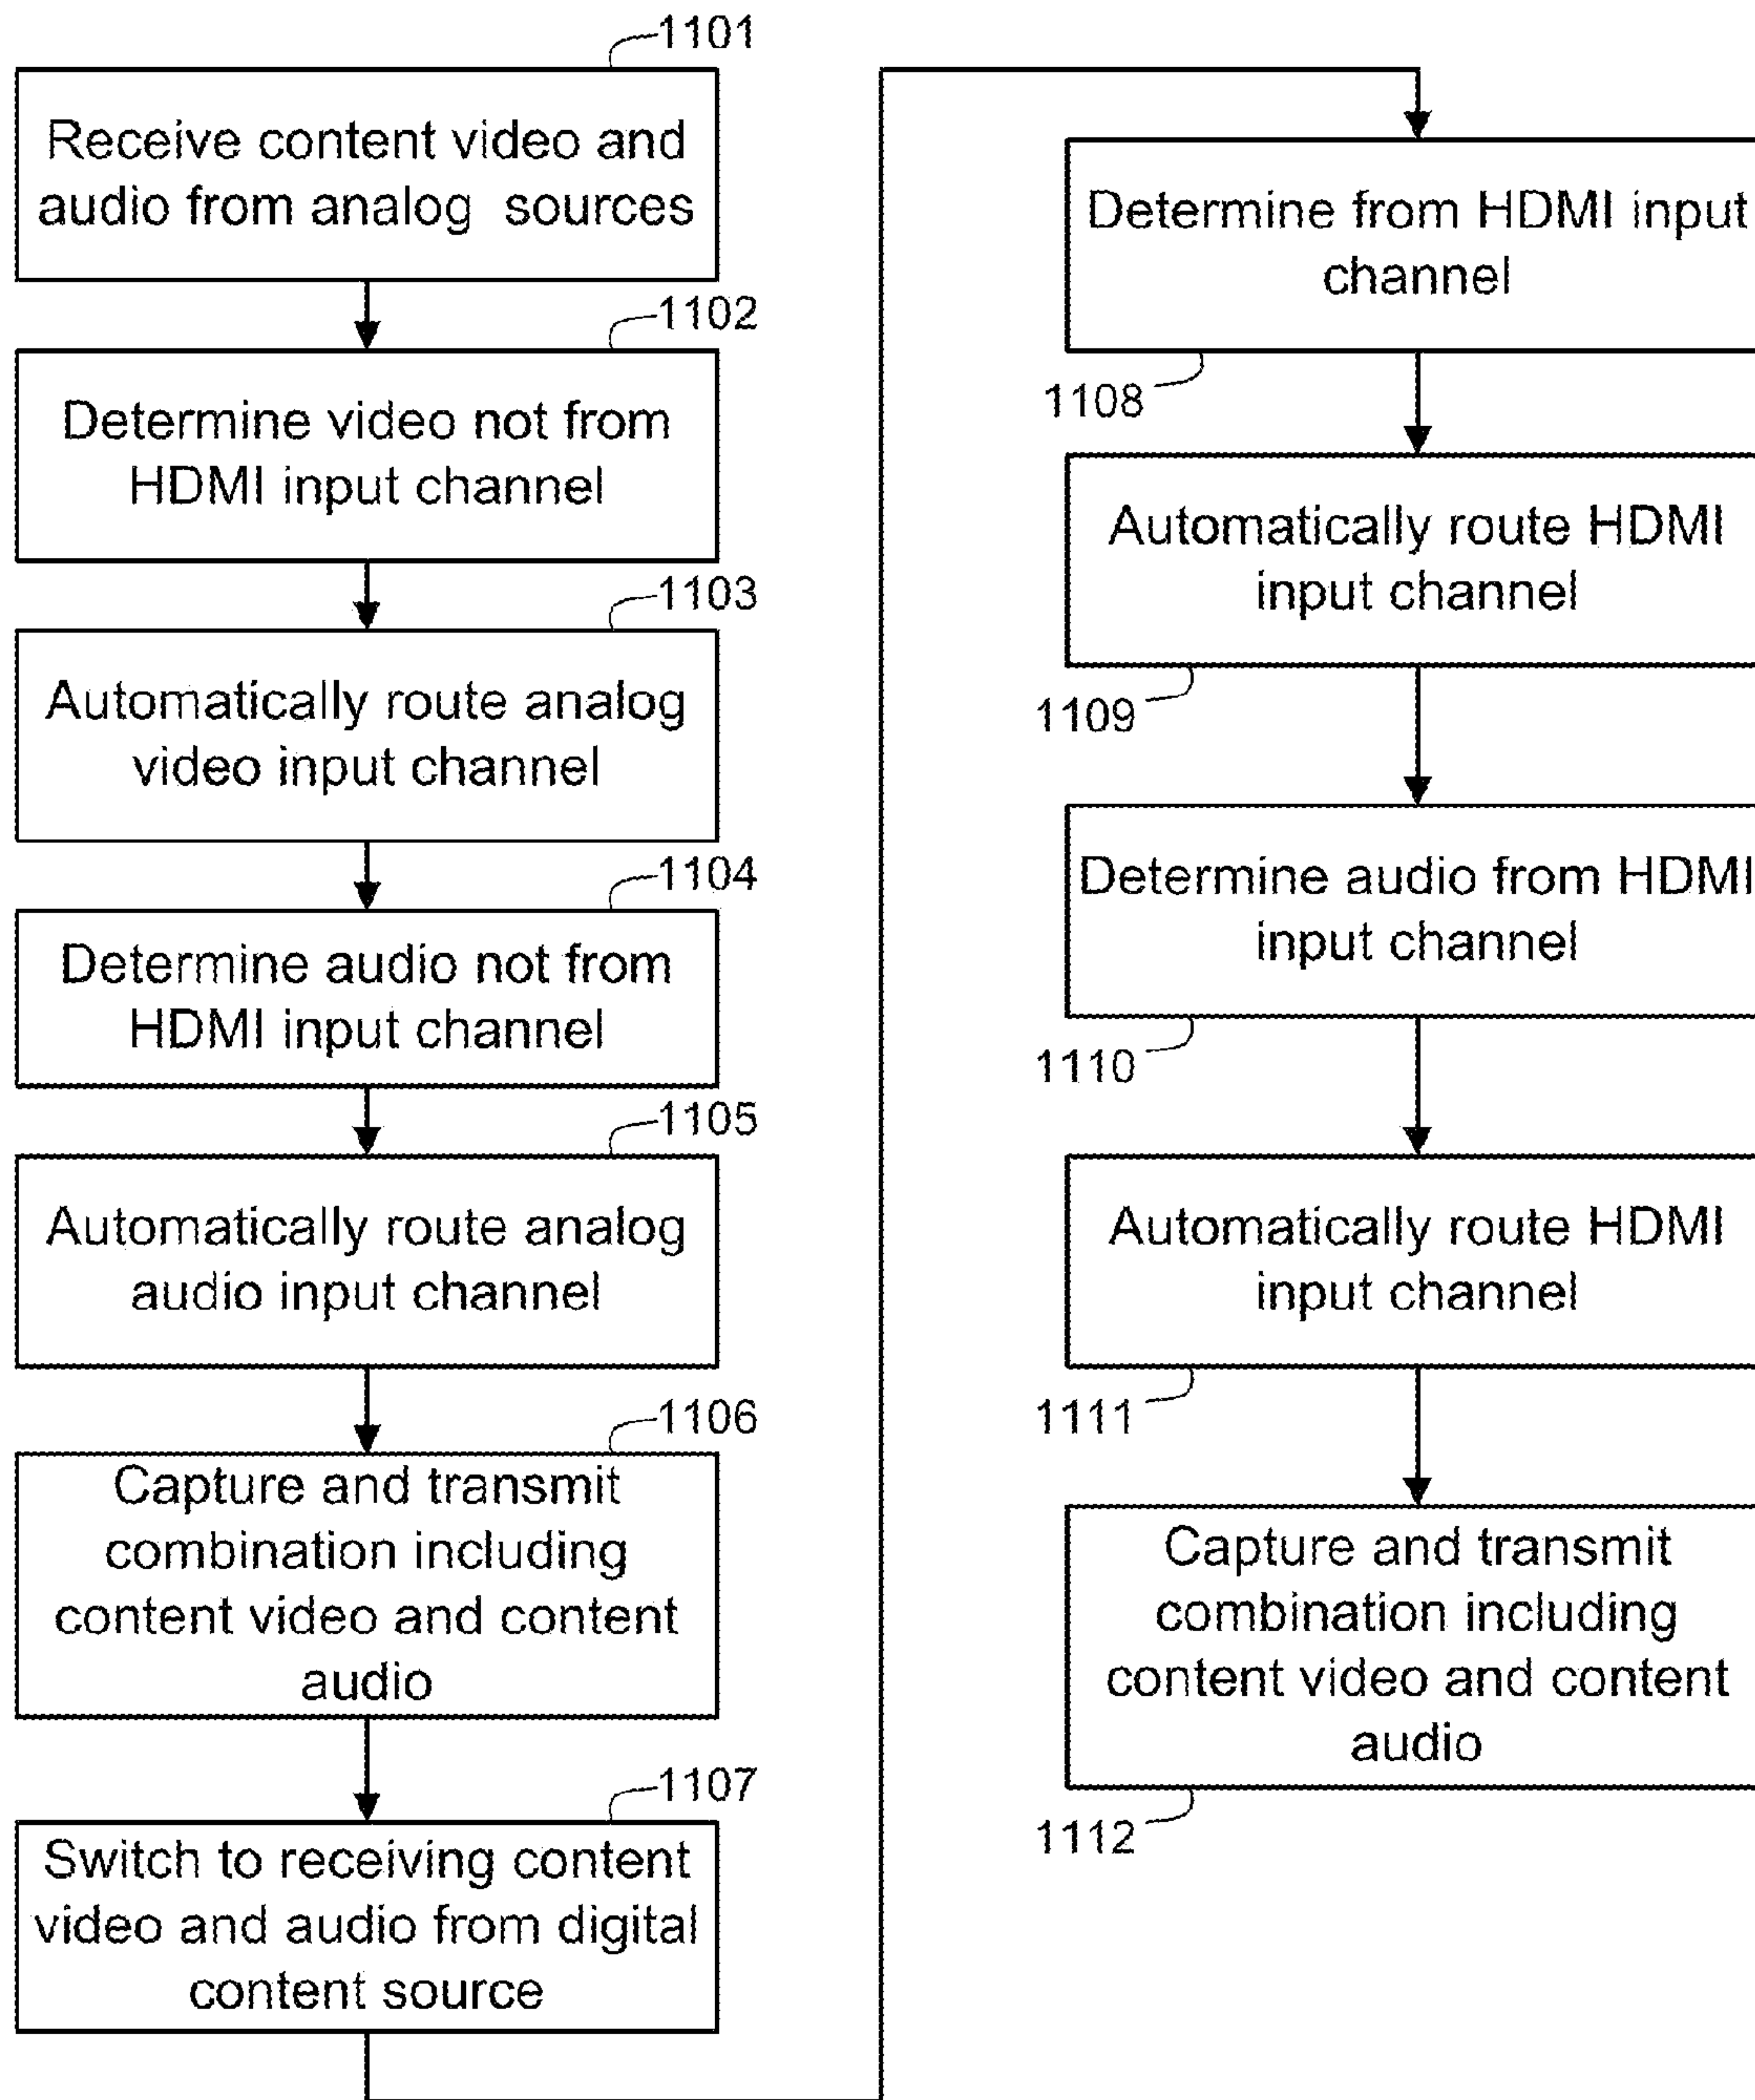 1101
Receive content video and
audio from analog sources
1102
Determine video not from
HDMI input channel
1103
Automatically route analog
video input channel
1104
Determine audio not from
HDMI input channel
1105
Automatically route analog
audio input channel
1106
Capture and transmit
combination including
content video and content
audio
1107
Switch to receiving content
video and audio from digital
content source
Determine from HDMI input
channel
1108
Automatically route HDMI
input channel
1109
Determine audio from HDMI
input channel
1110
Automatically route HDMI
input channel
1111
Capture and transmit
combination including
content video and content
audio
1112